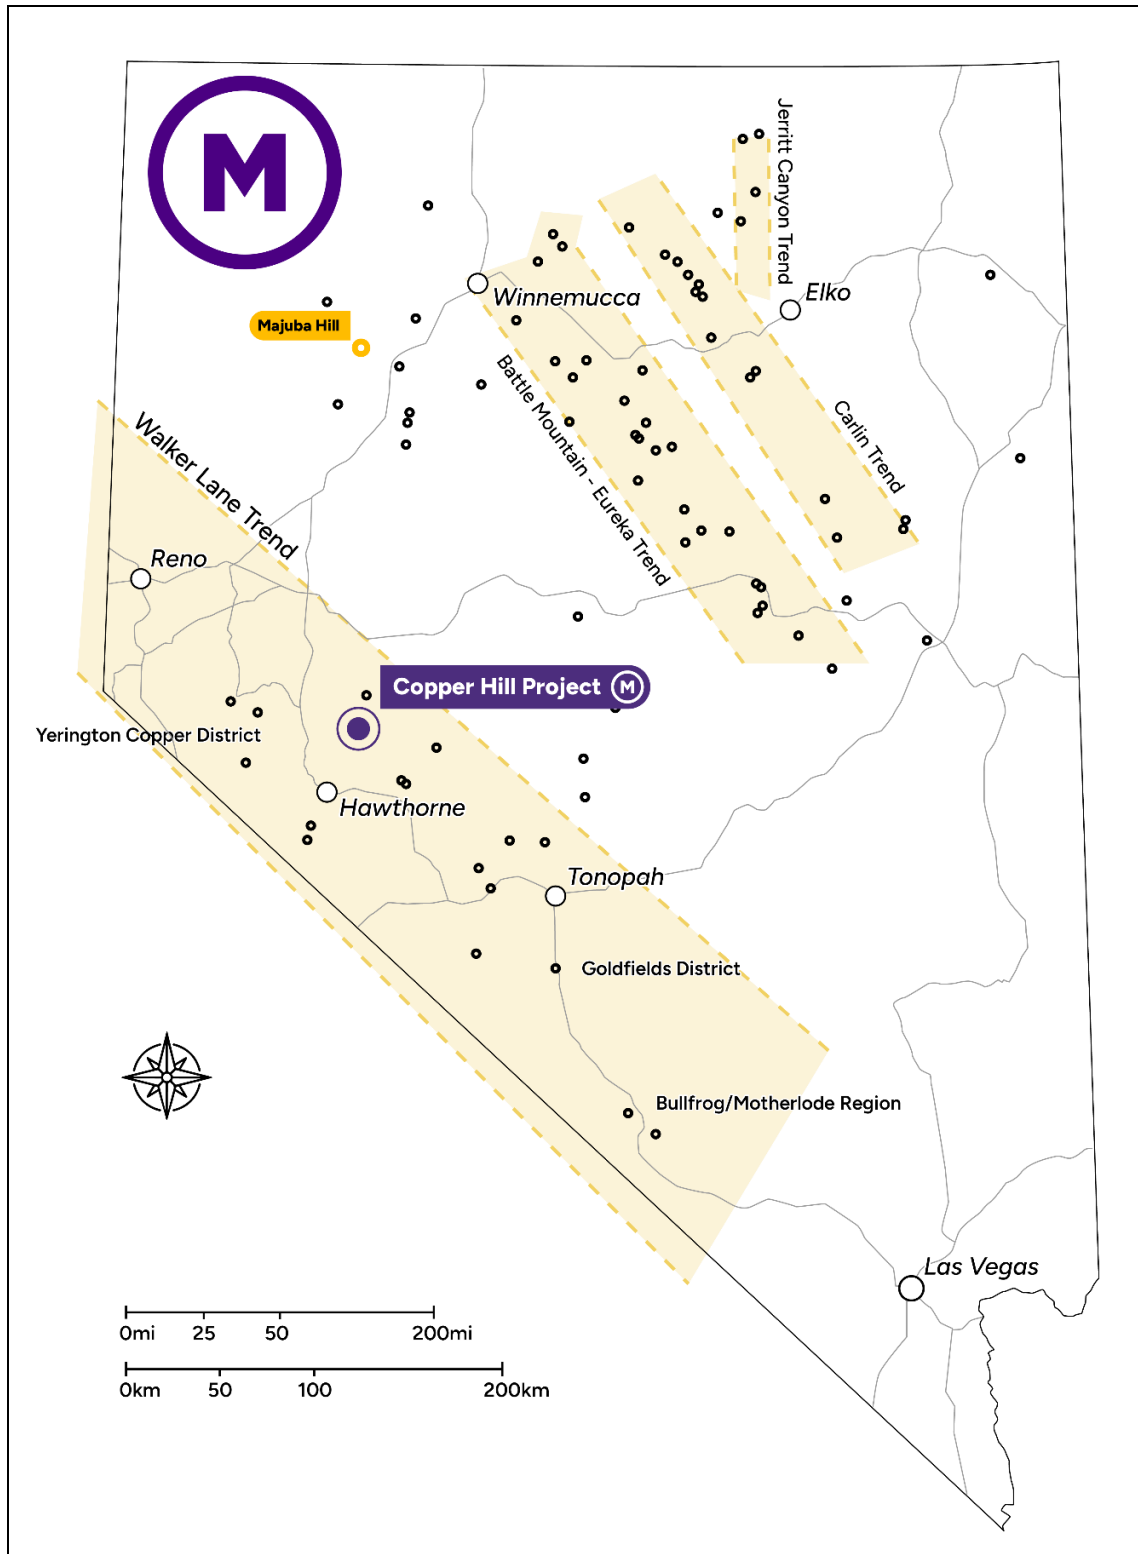 M
Jerritt Canyon Trend
Winnemucca
Elko
Majuba Hill
Battle Mountain - Eureka Trend
Carlin Trend
Walker Lane Trend
Reno
Copper Hill Project M
Yerington Copper District
Hawthorne
Tonopah
Goldfields District
Bullfrog/Motherlode Region
Las Vegas
0mi 25 50 200mi
0km 50 100 200km